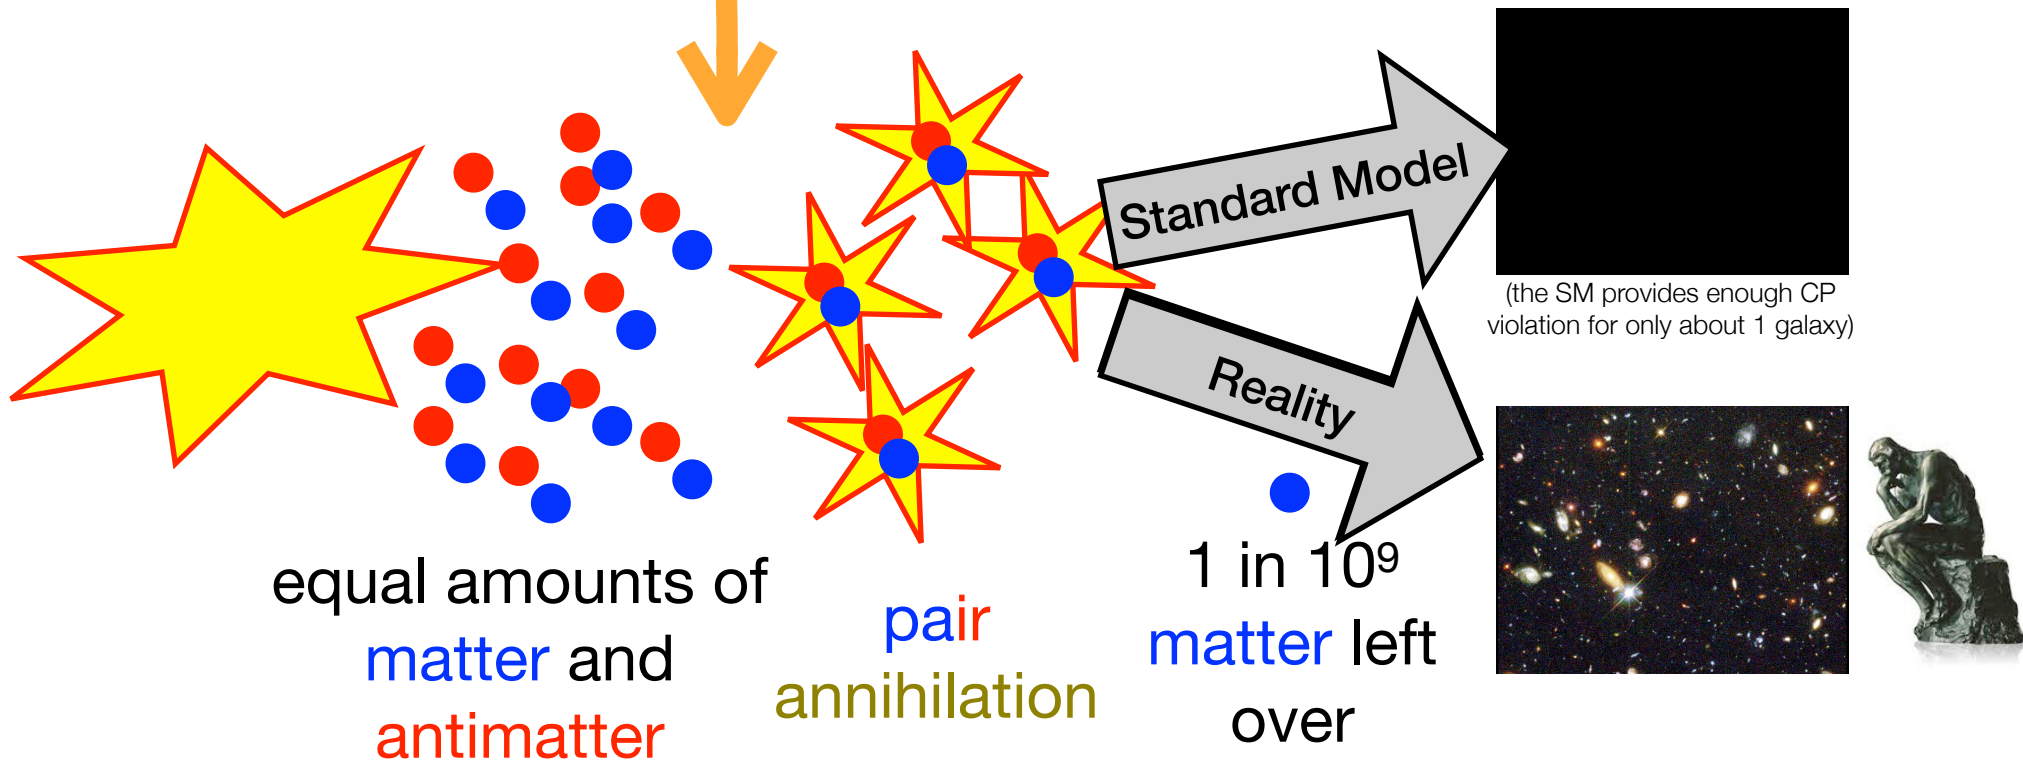 Standard Model
(the SM provides enough CP
violation for only about 1 galaxy)
Reality
equal amounts of
matter and
antimatter
pair
annihilation
1 in 10⁹
matter left
over